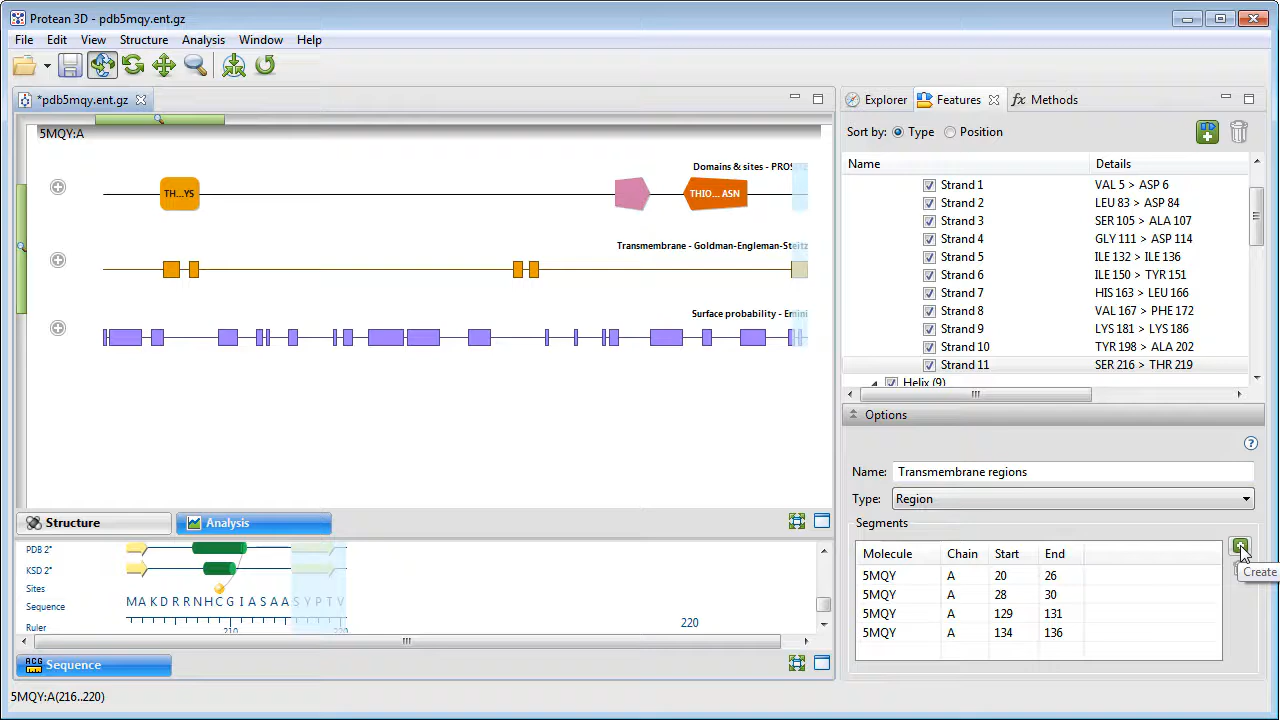 Protean 3D - pdb5mqy.ent.gz
File Edit View Structure Analysis Window Help
*pdb5mqy.ent.gz
5MQY:A
Domains & sites - PROS
TH...YS
THIO... ASN
Transmembrane - Goldman-Engleman-Steitz
Surface probability - Emini
Structure
Analysis
PDB 2°
KSD 2°
Sites
Sequence MAKDRRNHCGIASAASYPTV
Ruler 210 220 220
ACG Sequence
5MQY:A(216..220)
Explorer Features fx Methods
Sort by: Type Position
Name Details
Strand 1 VAL 5 > ASP 6
Strand 2 LEU 83 > ASP 84
Strand 3 SER 105 > ALA 107
Strand 4 GLY 111 > ASP 114
Strand 5 ILE 132 > ILE 136
Strand 6 ILE 150 > TYR 151
Strand 7 HIS 163 > LEU 166
Strand 8 VAL 167 > PHE 172
Strand 9 LYS 181 > LYS 186
Strand 10 TYR 198 > ALA 202
Strand 11 SER 216 > THR 219
Helix (9)
Options
Name: Transmembrane regions
Type: Region
Segments
Molecule Chain Start End
5MQY A 20 26
5MQY A 28 30
5MQY A 129 131
5MQY A 134 136
Create